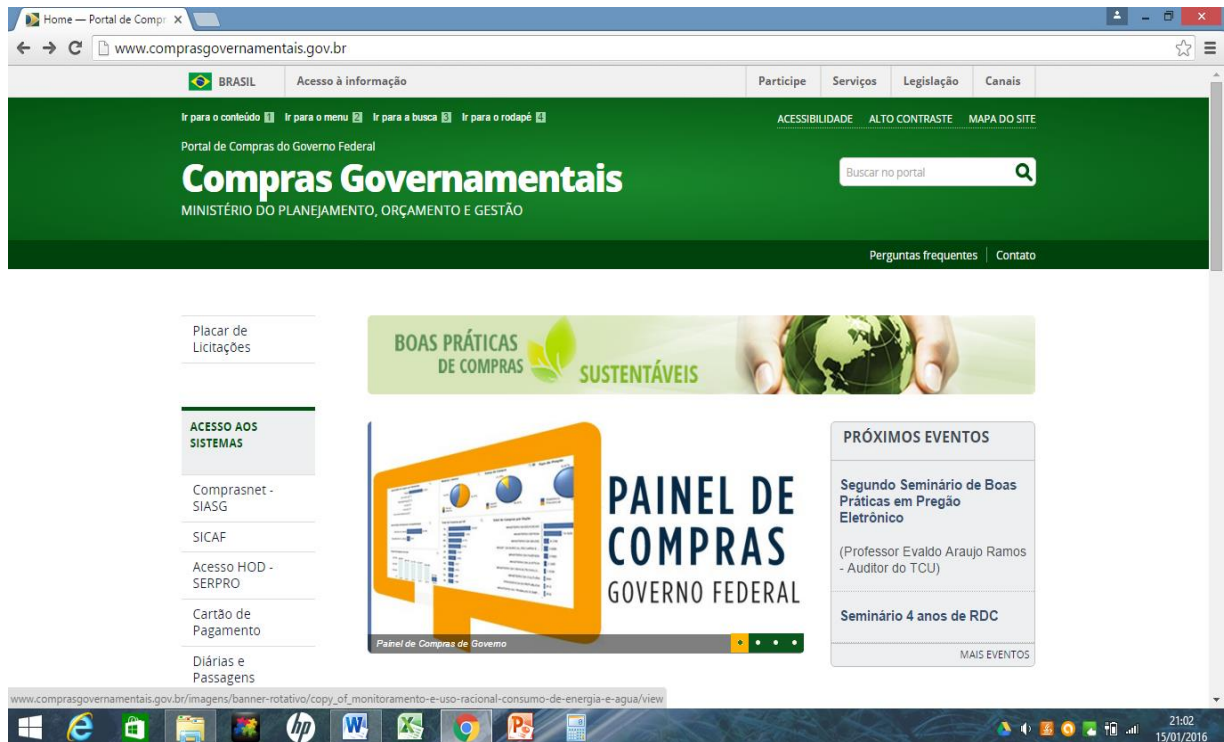 Home — Portal de Compr
www.comprasgovernamentais.gov.br
BRASIL Acesso à informação Participe Serviços Legislação Canais
Ir para o conteúdo 1 Ir para o menu 2 Ir para a busca 3 Ir para o rodapé 4 ACESSIBILIDADE ALTO CONTRASTE MAPA DO SITE
Portal de Compras do Governo Federal
Compras Governamentais
Buscar no portal
MINISTÉRIO DO PLANEJAMENTO, ORÇAMENTO E GESTÃO
Perguntas frequentes Contato
Placar de
Licitações
BOAS PRÁTICAS
DE COMPRAS
SUSTENTÁVEIS
ACESSO AOS
SISTEMAS
Comprasnet -
SIASG
SICAF
Acesso HOD -
SERPRO
Cartão de
Pagamento
Diárias e
Passagens
PAINEL DE
COMPRAS
GOVERNO FEDERAL
Painel de Compras de Governo
PRÓXIMOS EVENTOS
Segundo Seminário de Boas
Práticas em Pregão
Eletrônico
(Professor Evaldo Araujo Ramos
- Auditor do TCU)
Seminário 4 anos de RDC
MAIS EVENTOS
www.comprasgovernamentais.gov.br/imagens/banner-rotativo/copy_of_monitoramento-e-uso-racional-consumo-de-energia-e-agua/view
21:02
15/01/2016